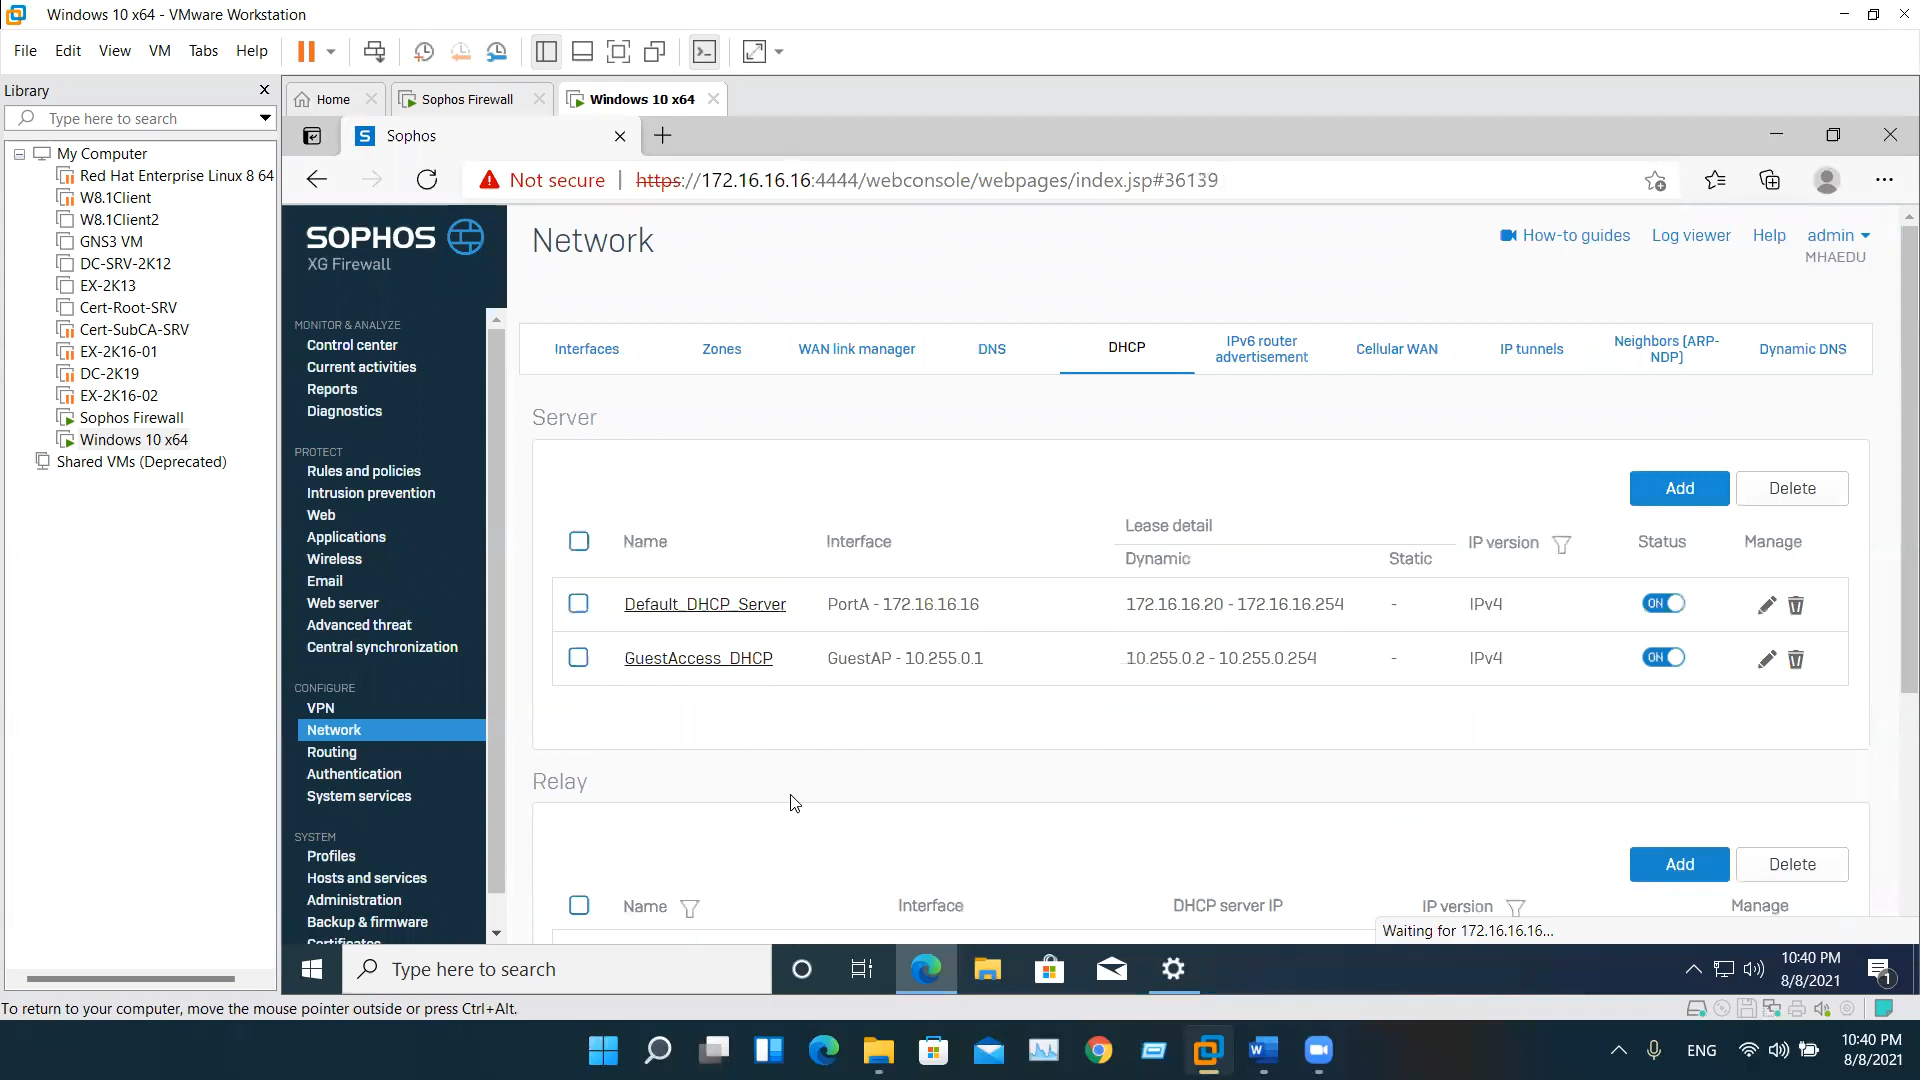 Windows 10 x64 - VMware Workstation
File Edit View VM Tabs Help
Library
Type here to search
My Computer
Red Hat Enterprise Linux 8 64
W8.1Client
W8.1Client2
GNS3 VM
DC-SRV-2K12
EX-2K13
Cert-Root-SRV
Cert-SubCA-SRV
EX-2K16-01
DC-2K19
EX-2K16-02
Sophos Firewall
Windows 10 x64
Shared VMs (Deprecated)
Home Sophos Firewall Windows 10 x64
S Sophos
Not secure | https://172.16.16.16:4444/webconsole/webpages/index.jsp#36139
SOPHOS
XG Firewall
MONITOR & ANALYZE
Control center
Current activities
Reports
Diagnostics
PROTECT
Rules and policies
Intrusion prevention
Web
Applications
Wireless
Email
Web server
Advanced threat
Central synchronization
CONFIGURE
VPN
Network
Routing
Authentication
System services
SYSTEM
Profiles
Hosts and services
Administration
Backup & firmware
Certificates
Network
How-to guides Log viewer Help admin
MHAEDU
Interfaces Zones WAN link manager DNS DHCP IPv6 router advertisement Cellular WAN IP tunnels Neighbors (ARP-NDP) Dynamic DNS
Server
Add Delete
Name Interface Lease detail IP version Status Manage
Dynamic Static
Default_DHCP_Server PortA - 172.16.16.16 172.16.16.20 - 172.16.16.254 - IPv4 ON
GuestAccess_DHCP GuestAP - 10.255.0.1 10.255.0.2 - 10.255.0.254 - IPv4 ON
Relay
Add Delete
Name Interface DHCP server IP IP version Manage
Waiting for 172.16.16.16...
Type here to search
10:40 PM
8/8/2021
1
To return to your computer, move the mouse pointer outside or press Ctrl+Alt.
ENG
10:40 PM
8/8/2021